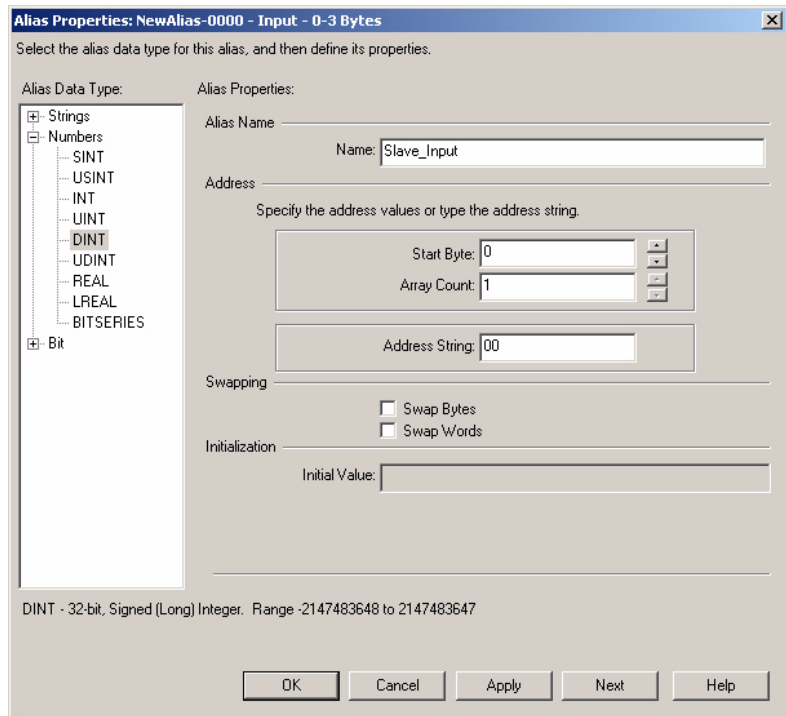 Alias Properties: NewAlias-0000 - Input - 0-3 Bytes
Select the alias data type for this alias, and then define its properties.
Alias Data Type:
Strings
Numbers
SINT
USINT
INT
UINT
DINT
UDINT
REAL
LREAL
BITSERIES
Bit
Alias Properties:
Alias Name
Name: Slave_Input
Address
Specify the address values or type the address string.
Start Byte: 0
Array Count: 1
Address String: 00
Swapping
Swap Bytes
Swap Words
Initialization
Initial Value:
DINT - 32-bit, Signed (Long) Integer.  Range -2147483648 to 2147483647
OK Cancel Apply Next Help